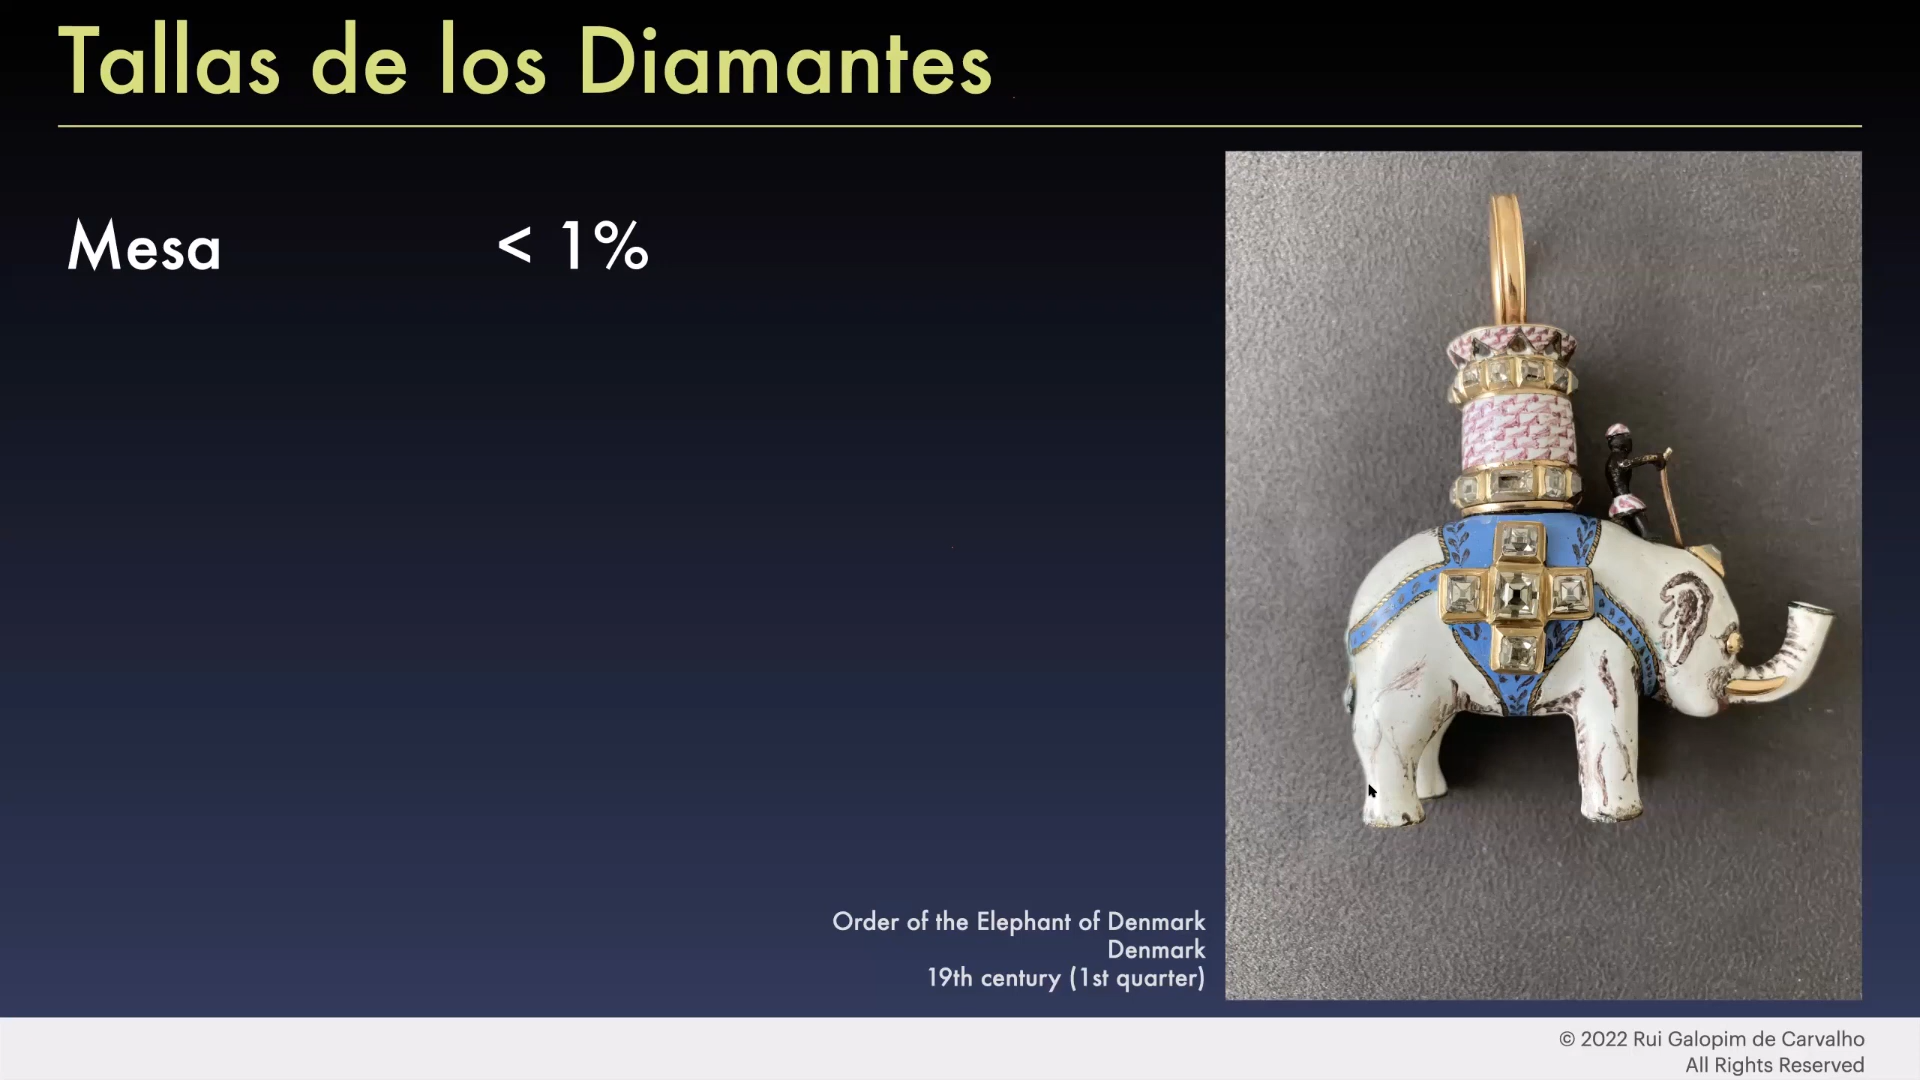 Tallas de los Diamantes
Mesa < 1%
Order of the Elephant of Denmark
Denmark
19th century (1st quarter)
© 2022 Rui Galopim de Carvalho
All Rights Reserved